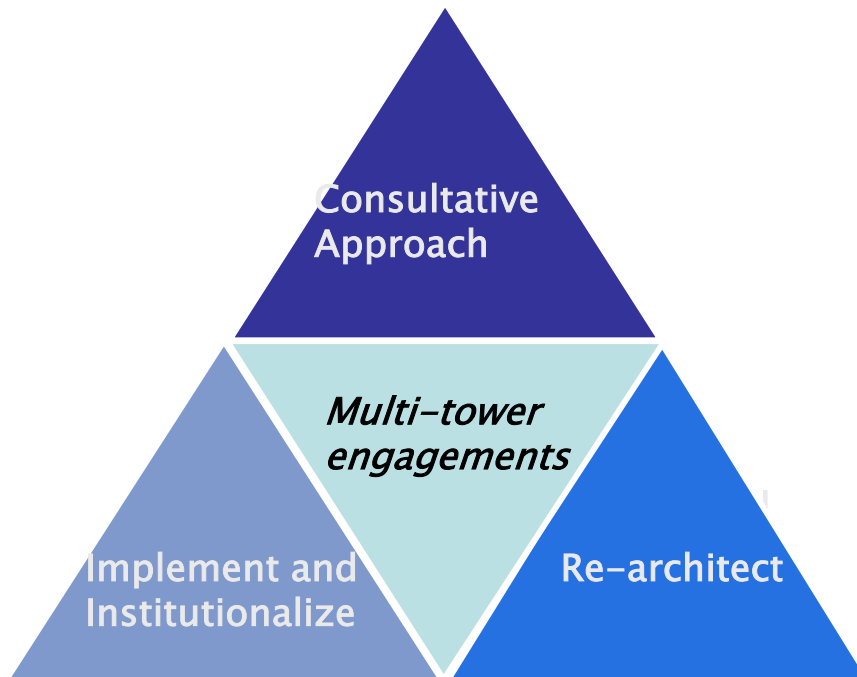 Consultative
Approach
Multi-tower
engagements
Implement and
Institutionalize
Re-architect